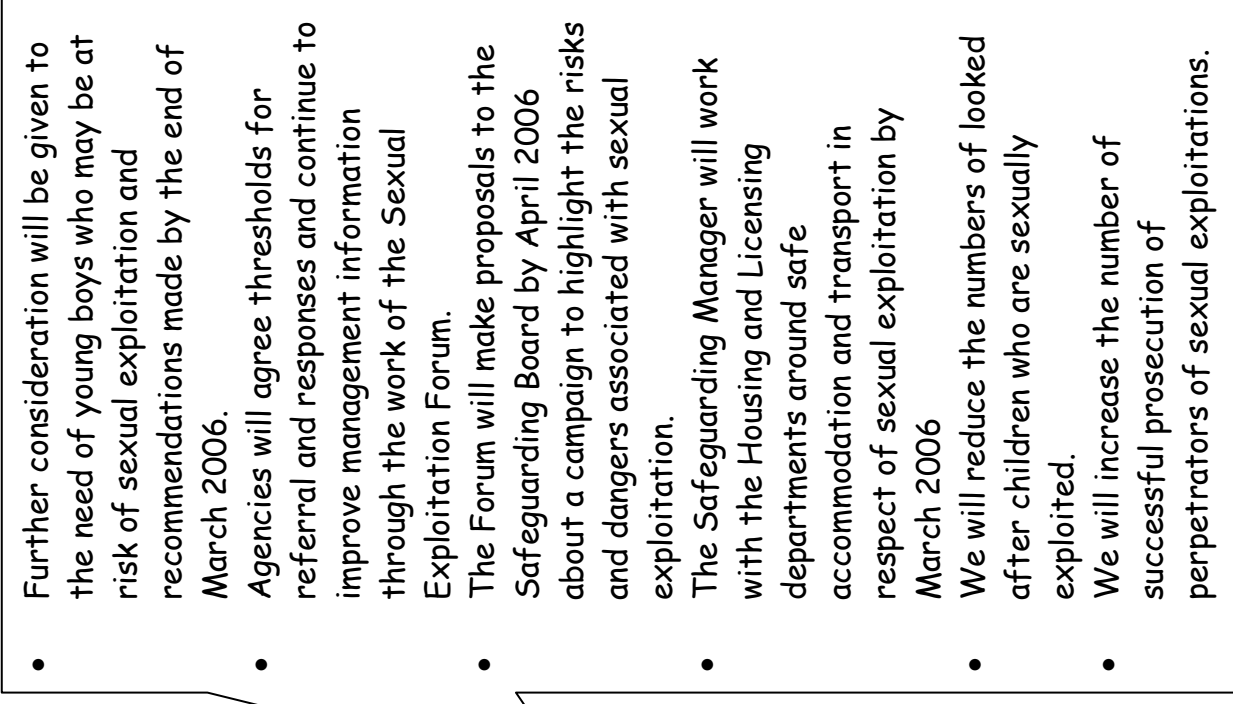 • Further consideration will be given to
the need of young boys who may be at
risk of sexual exploitation and
recommendations made by the end of
March 2006.
• Agencies will agree thresholds for
referral and responses and continue to
improve management information
through the work of the Sexual
Exploitation Forum.
• The Forum will make proposals to the
Safeguarding Board by April 2006
about a campaign to highlight the risks
and dangers associated with sexual
exploitation.
• The Safeguarding Manager will work
with the Housing and Licensing
departments around safe
accommodation and transport in
respect of sexual exploitation by
March 2006
• We will reduce the numbers of looked
after children who are sexually
exploited.
• We will increase the number of
successful prosecution of
perpetrators of sexual exploitations.